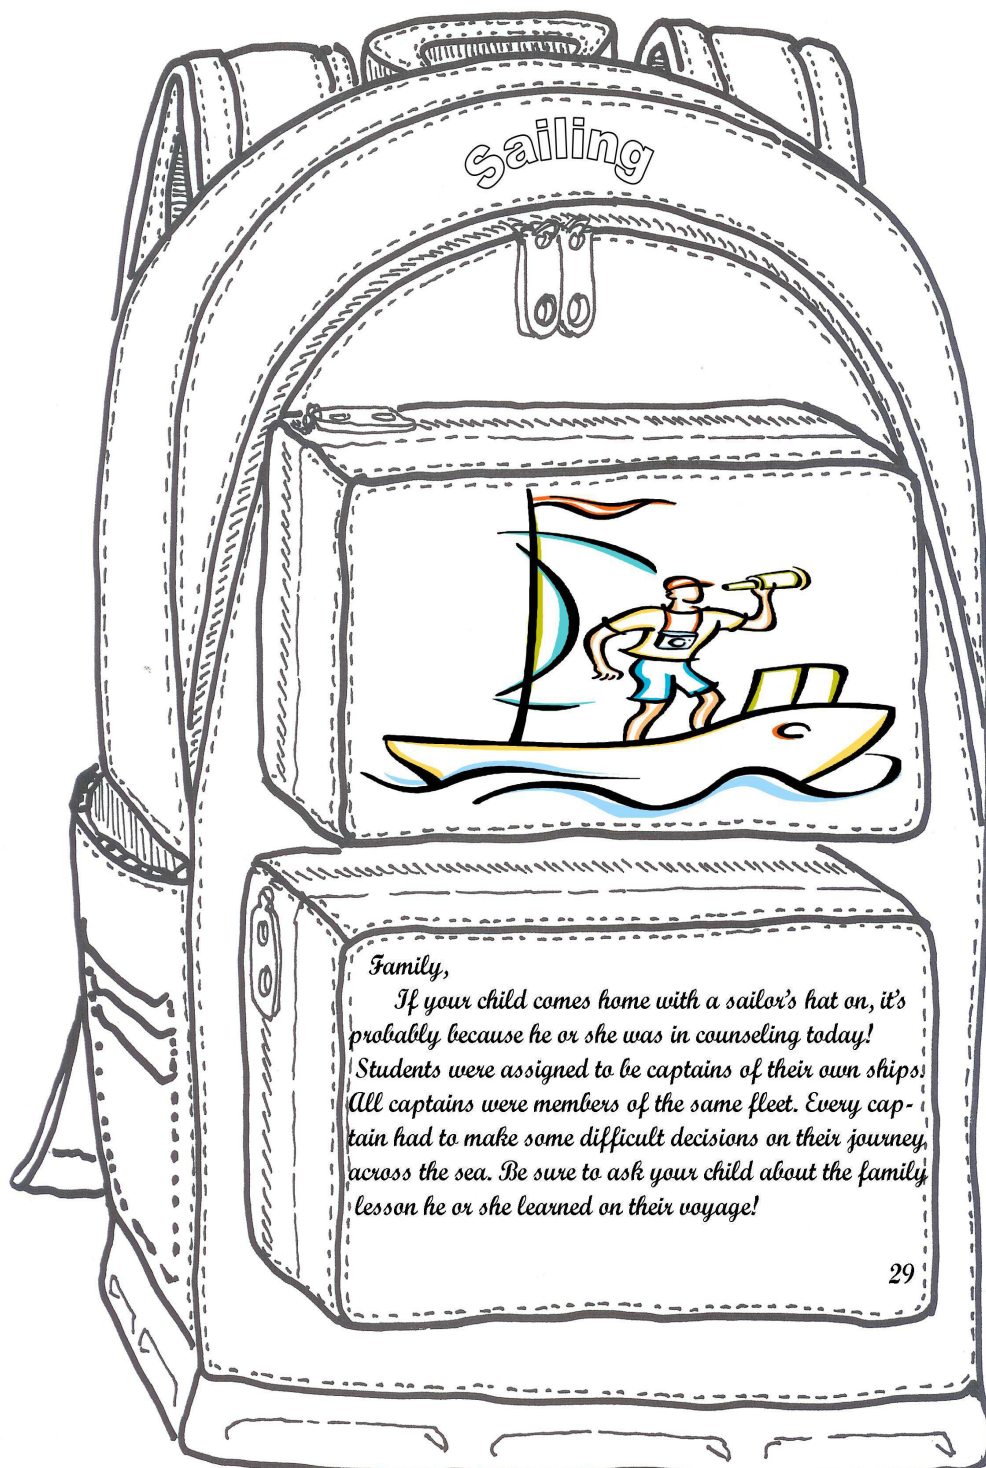 Sailing
Family,
If your child comes home with a sailor's hat on, it's
probably because he or she was in counseling today!
Students were assigned to be captains of their own ships.
All captains were members of the same fleet. Every cap-
tain had to make some difficult decisions on their journey
across the sea. Be sure to ask your child about the family
lesson he or she learned on their voyage!
29